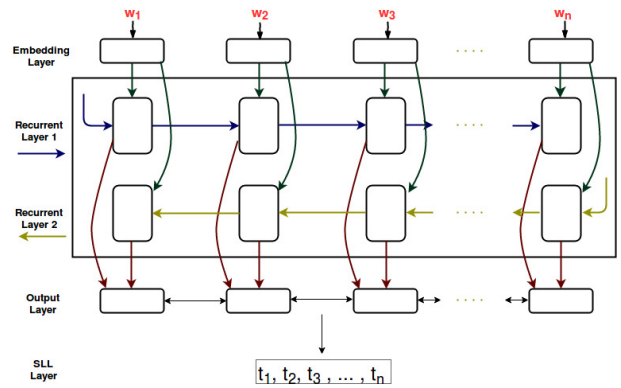 w1 w2 w3 wn
Embedding
Layer
. . . .
Recurrent
Layer 1
. . . .
Recurrent
Layer 2
. . . .
Output
Layer
. . . .
SLL
Layer
t1, t2, t3 , ... , tn